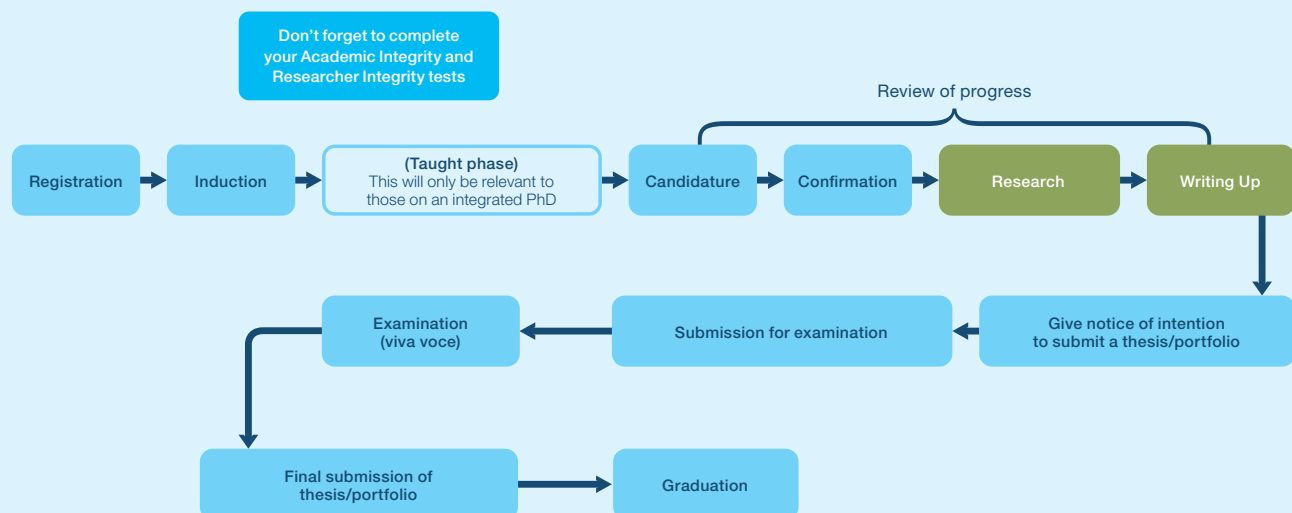 Don’t forget to complete
your Academic Integrity and
Researcher Integrity tests
Review of progress
Registration
Induction
(Taught phase)
This will only be relevant to
those on an integrated PhD
Candidature
Confirmation
Research
Writing Up
Give notice of intention
to submit a thesis/portfolio
Submission for examination
Examination
(viva voce)
Final submission of
thesis/portfolio
Graduation